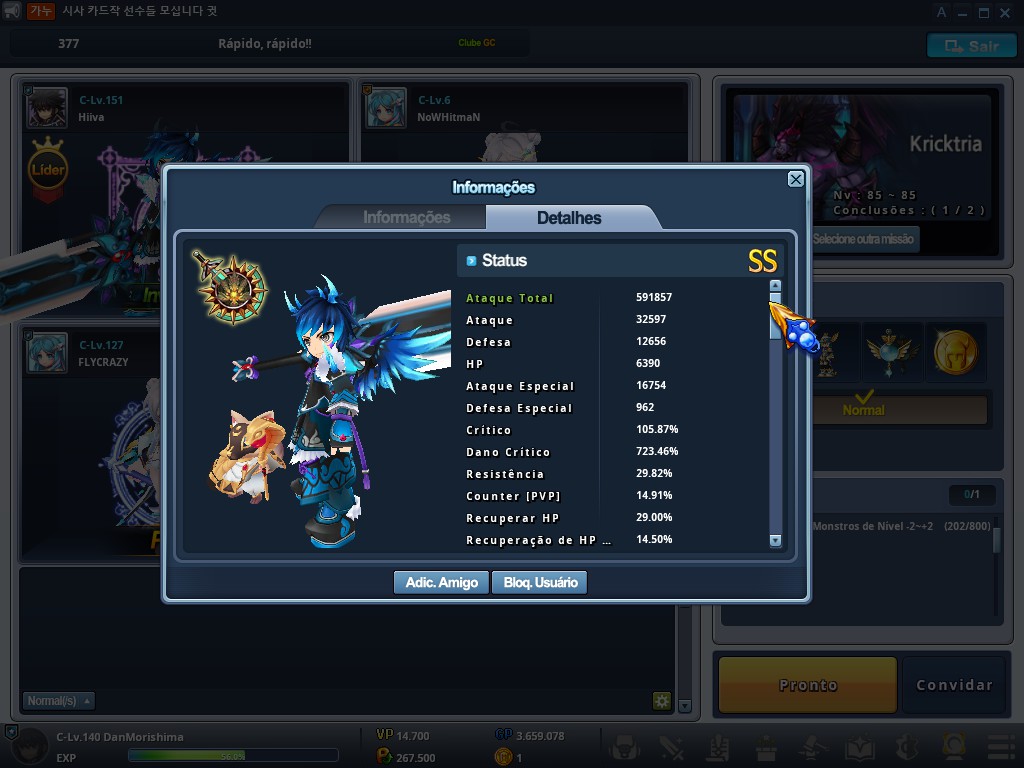 가누 시사 카드작 선수들 모십니다 귓
A
377 Rápido, rápido!! Clube GC
Sair
C-Lv.151
Hiiva
Líder
C-Lv.6
NoWHitmaN
Kricktria
Nv : 85 ~ 85
Conclusões : ( 1 / 2 )
Selecione outra missão
Informações
Informações Detalhes
Status SS
Ataque Total 591857
Ataque 32597
Defesa 12656
HP 6390
Ataque Especial 16754
Defesa Especial 962
Crítico 105.87%
Dano Crítico 723.46%
Resistência 29.82%
Counter [PVP] 14.91%
Recuperar HP 29.00%
Recuperação de HP ... 14.50%
Adic. Amigo Bloq. Usuário
C-Lv.127
FLYCRAZY
Normal
0/1
Monstros de Nível -2~+2 (202/800)
Normal(/s)
Pronto Convidar
C-Lv.140 DanMorishima
EXP 56.0%
VP 14.700
GP 3.659.078
267.500
1